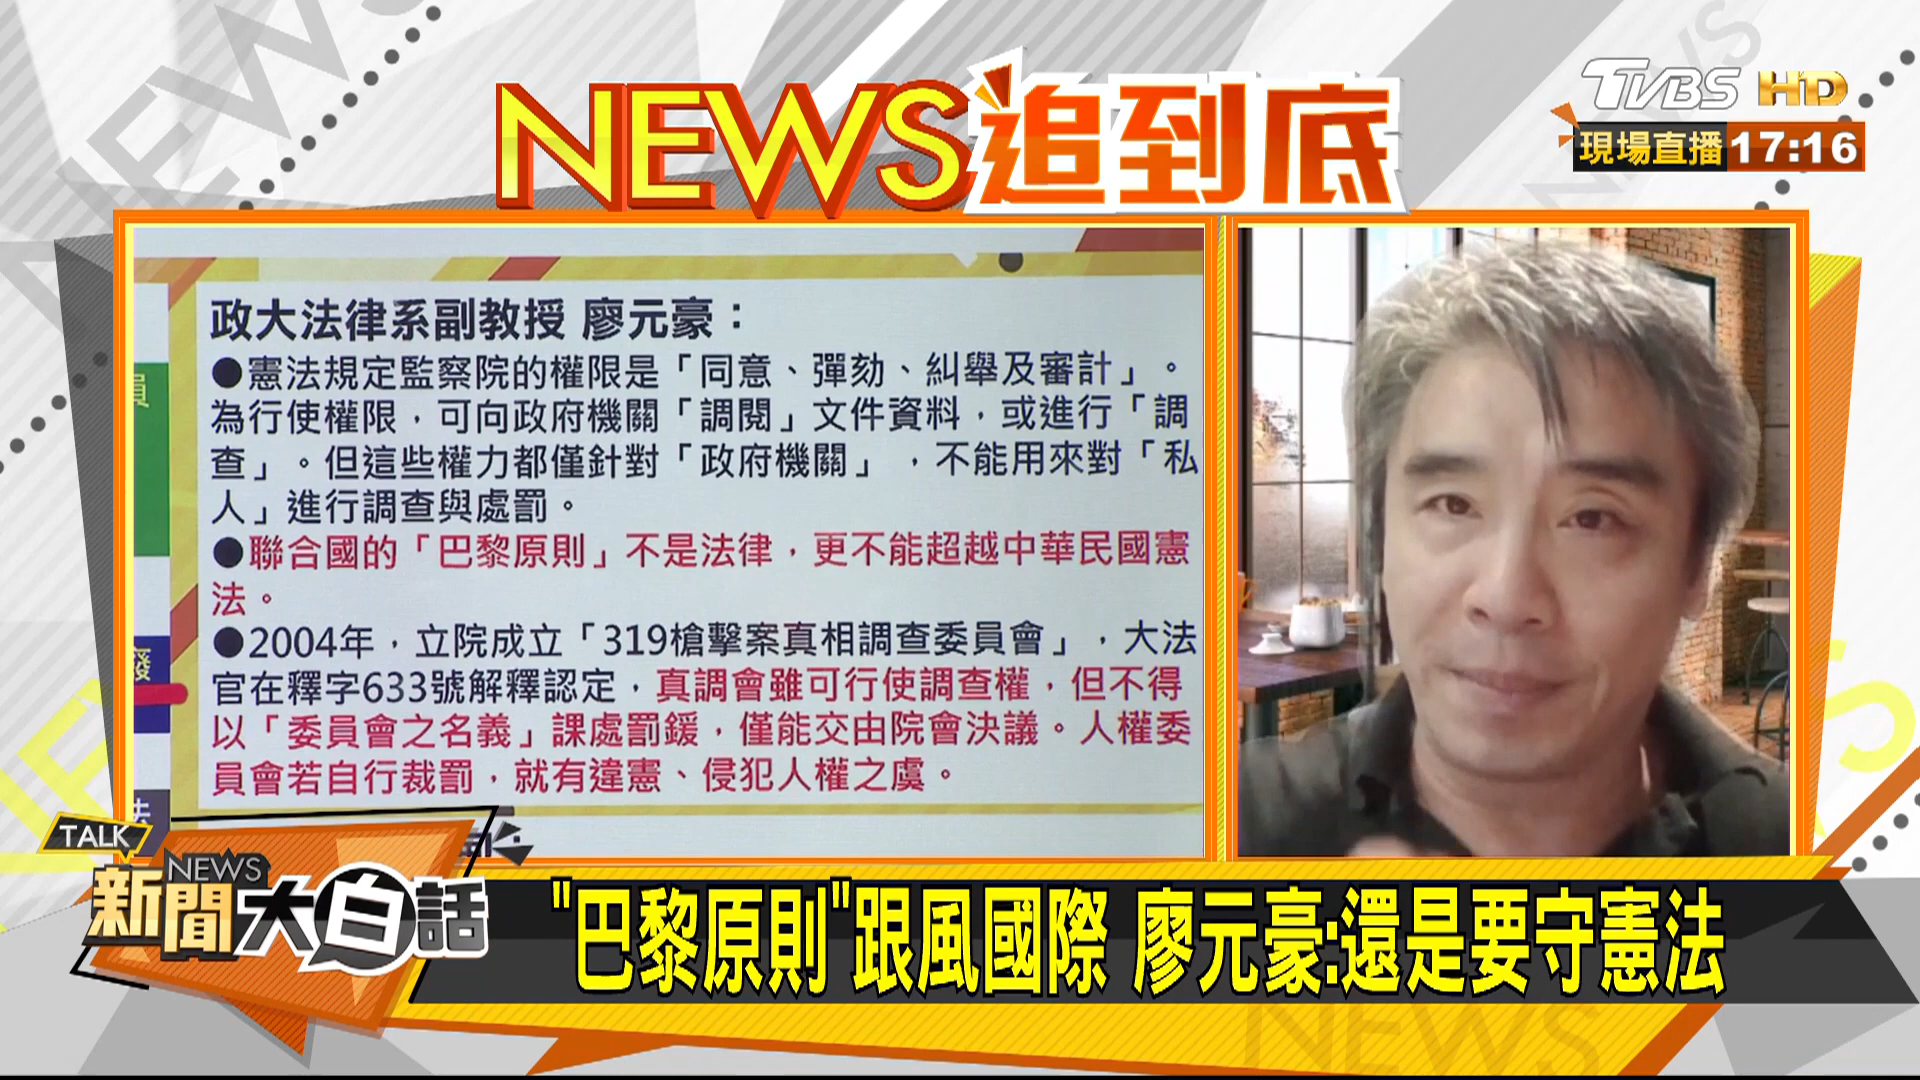 NEWS追到底
TVBS HD
現場直播 17:16
政大法律系副教授 廖元豪：
●憲法規定監察院的權限是「同意、彈劾、糾舉及審計」。
為行使權限，可向政府機關「調閱」文件資料，或進行「調
查」。但這些權力都僅針對「政府機關」，不能用來對「私
人」進行調查與處罰。
●聯合國的「巴黎原則」不是法律，更不能超越中華民國憲
法。
●2004年，立院成立「319槍擊案真相調查委員會」，大法
官在釋字633號解釋認定，真調會雖可行使調查權，但不得
以「委員會之名義」課處罰鍰，僅能交由院會決議。人權委
員會若自行裁罰，就有違憲、侵犯人權之虞。
TALK
NEWS
新聞大白話
"巴黎原則"跟風國際 廖元豪:還是要守憲法
NEWS